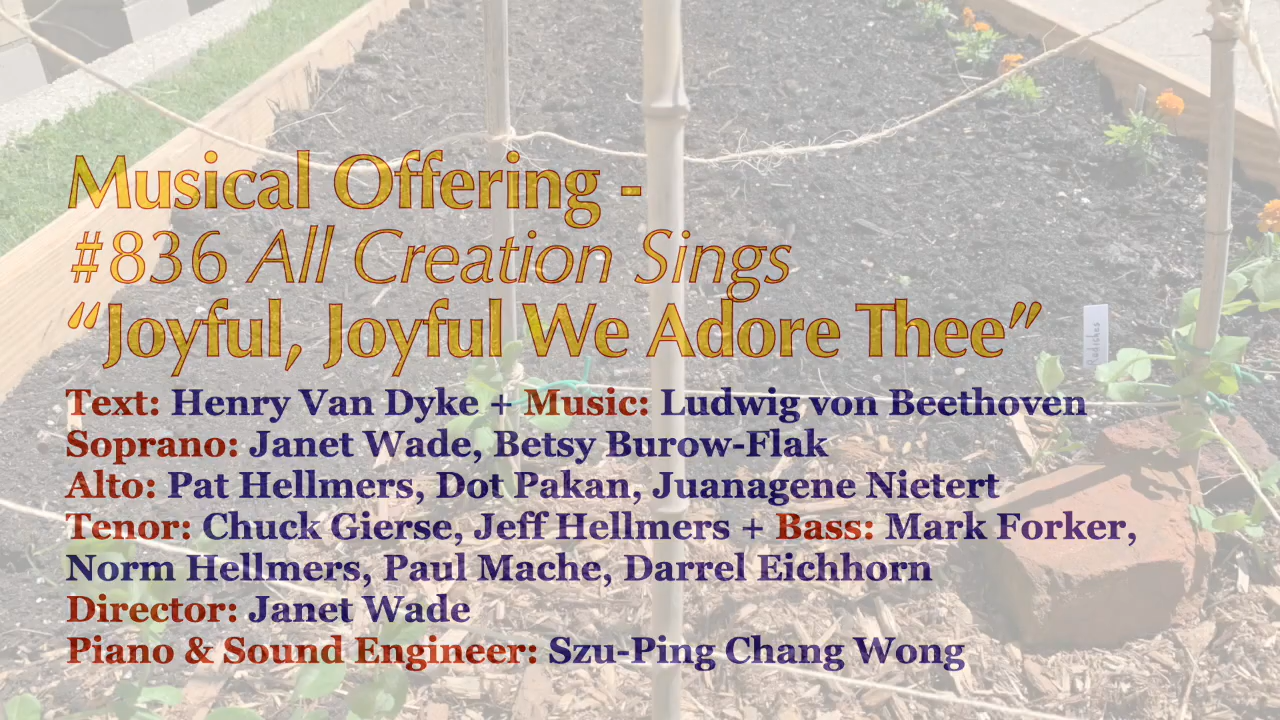 Musical Offering -
#836 All Creation Sings
“Joyful, Joyful We Adore Thee”
Text: Henry Van Dyke + Music: Ludwig von Beethoven
Soprano: Janet Wade, Betsy Burow-Flak
Alto: Pat Hellmers, Dot Pakan, Juanagene Nietert
Tenor: Chuck Gierse, Jeff Hellmers + Bass: Mark Forker,
Norm Hellmers, Paul Mache, Darrel Eichhorn
Director: Janet Wade
Piano & Sound Engineer: Szu-Ping Chang Wong
Radishes